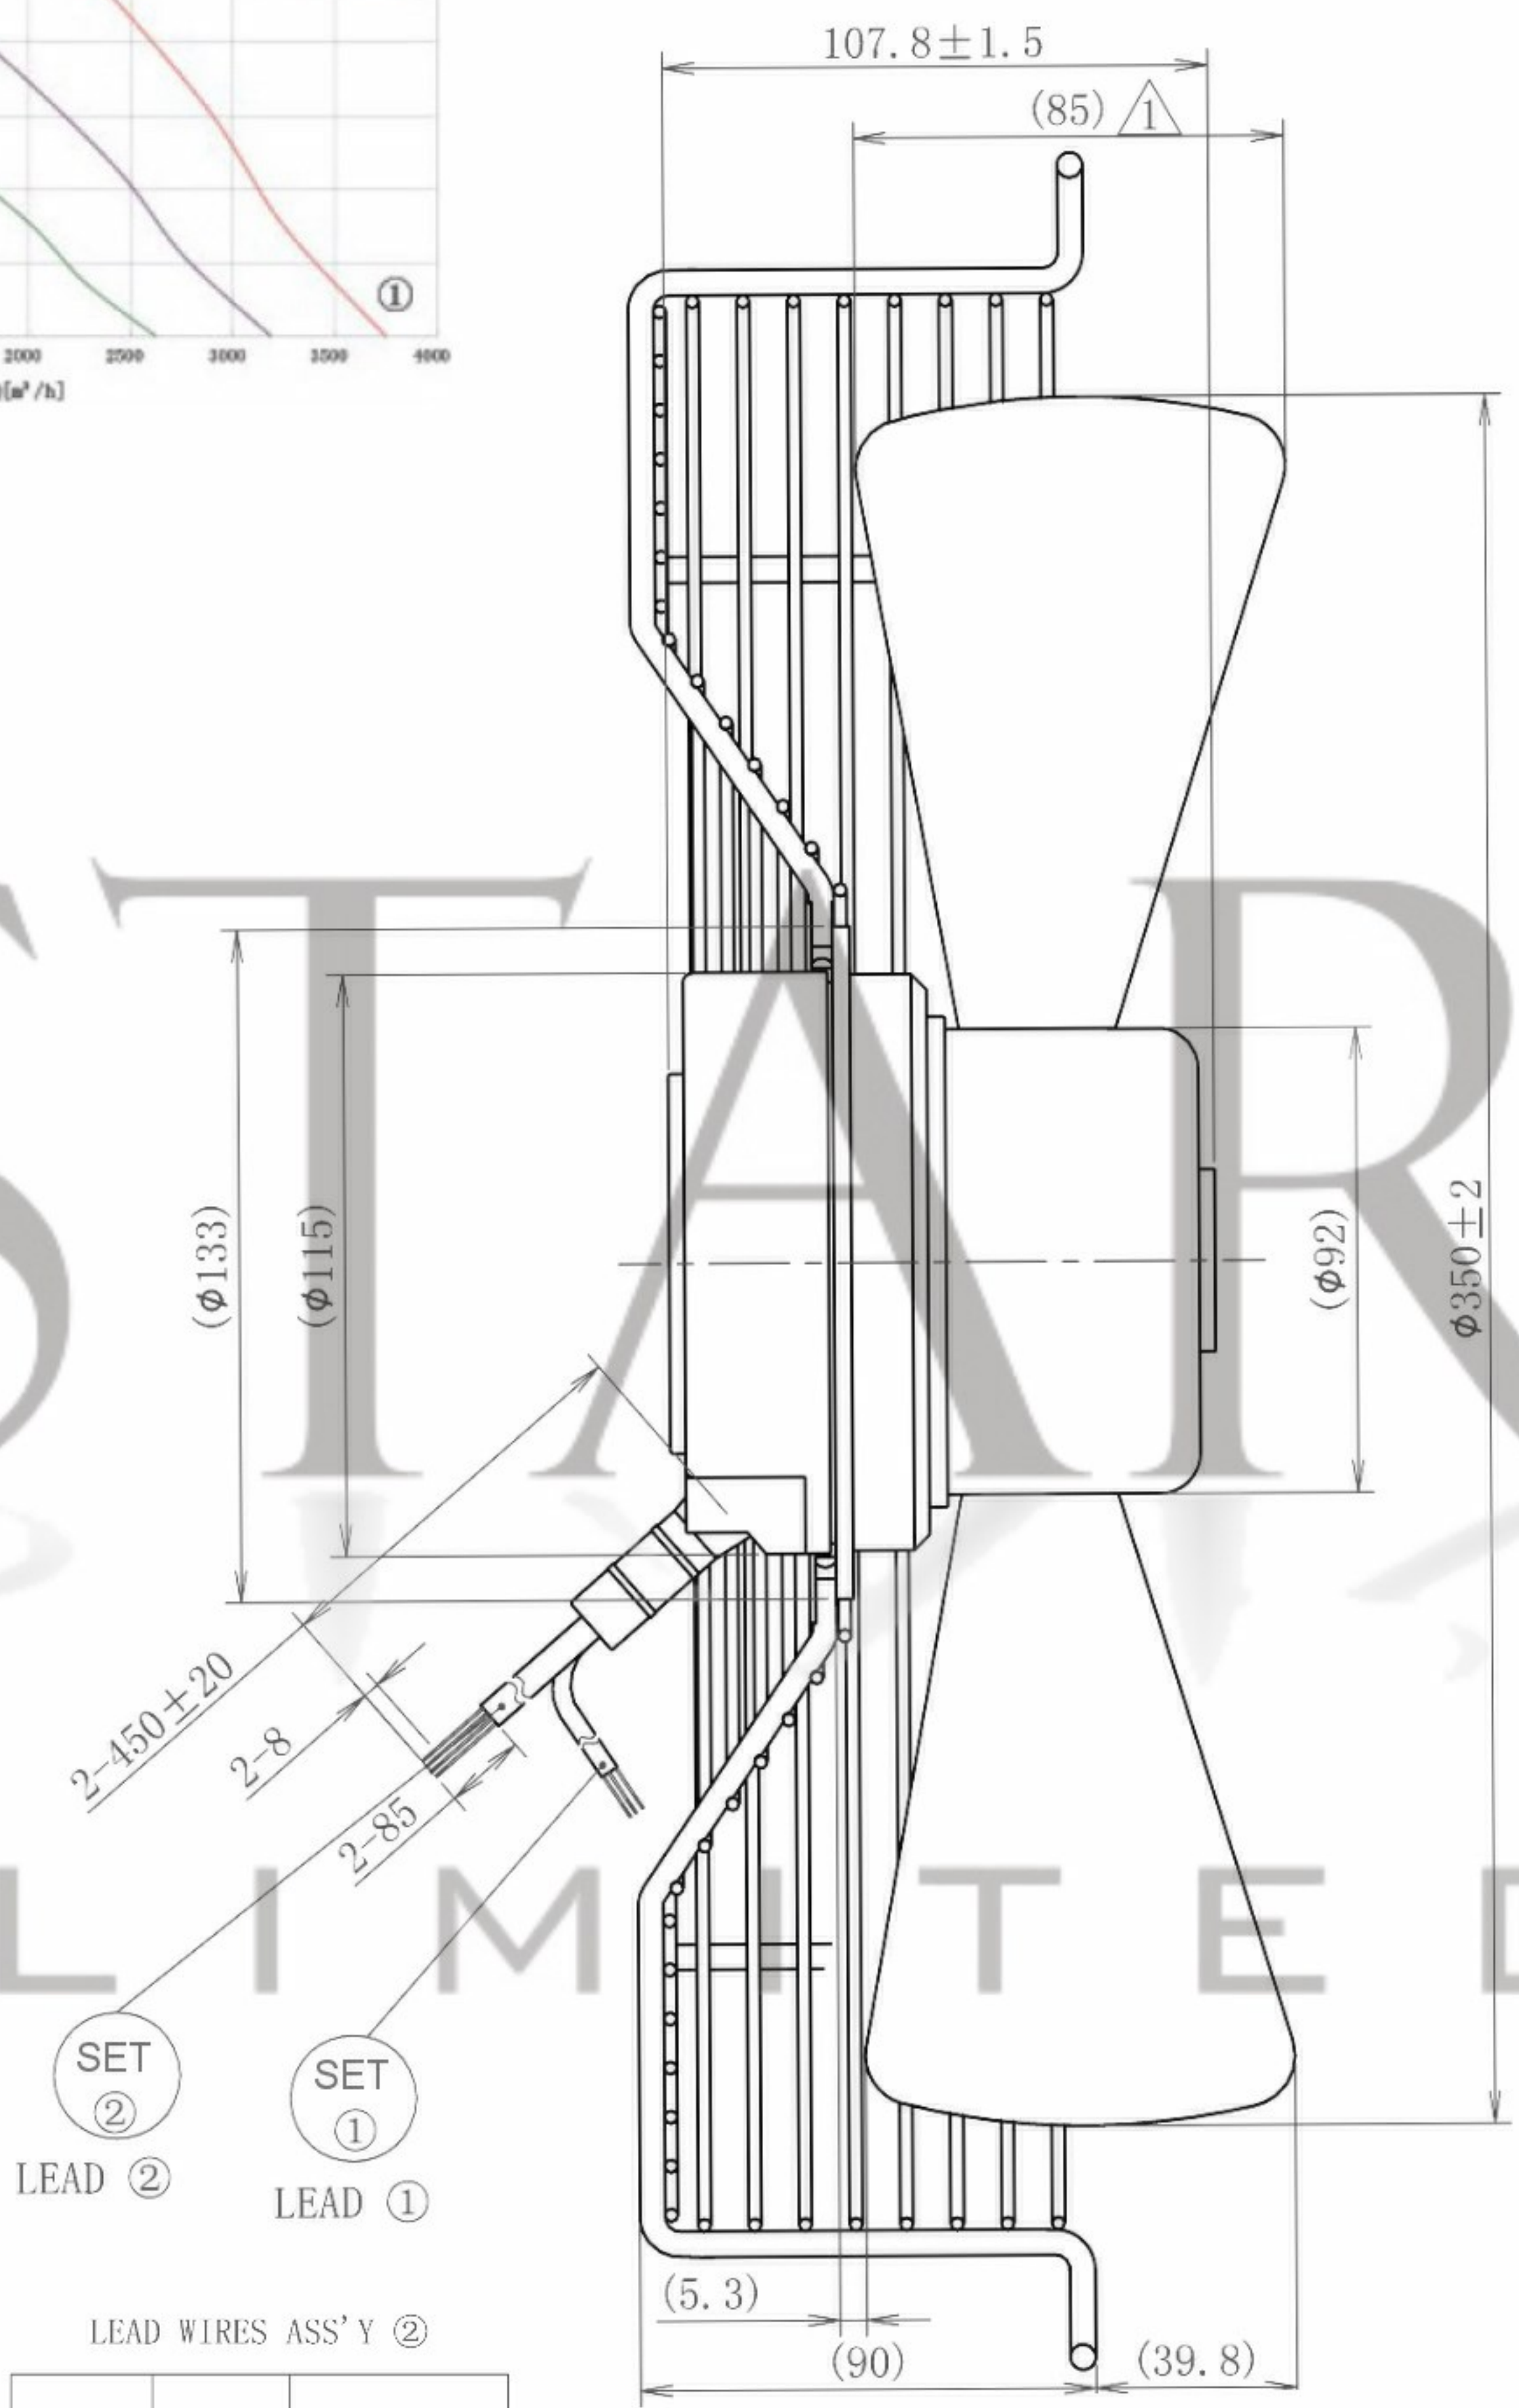 107.8±1.5
(85) 1
①
2000 2500 3000 3500 4000
[m³/h]
STAR
(φ133)
(φ115)
(φ92)
φ350±2
2-450±20
2-8
2-85
LIMITED
SET
②
LEAD ②
SET
①
LEAD ①
(5.3)
(90)
(39.8)
LEAD WIRES ASS'Y ②